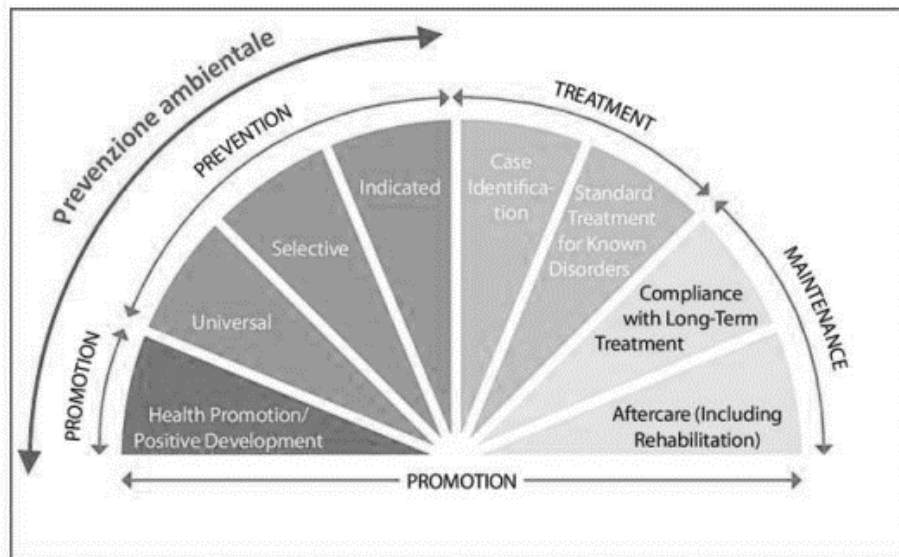 Prevenzione ambientale
PROMOTION
PREVENTION
TREATMENT
MAINTENANCE
Health Promotion/
Positive Development
Universal
Selective
Indicated
Case
Identifica-
tion
Standard
Treatment
for Known
Disorders
Compliance
with Long-Term
Treatment
Aftercare (Including
Rehabilitation)
PROMOTION